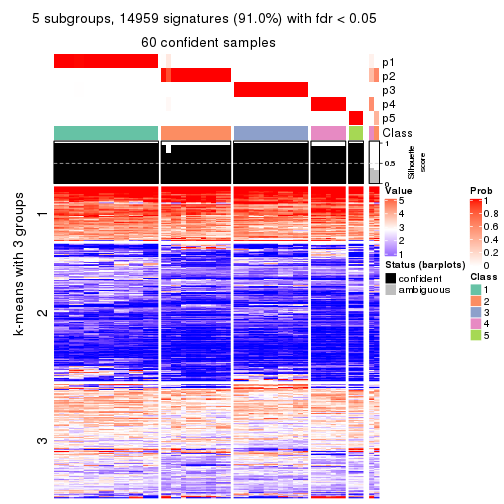 5 subgroups, 14959 signatures (91.0%) with fdr < 0.05
60 confident samples
p1
p2
p3
p4
p5
Class
1
0.5
0
Silhouette
score
k-means with 3 groups
1
2
3
Value
5
4
3
2
1
Status (barplots)
confident
ambiguous
Prob
1
0.8
0.6
0.4
0.2
0
Class
1
2
3
4
5